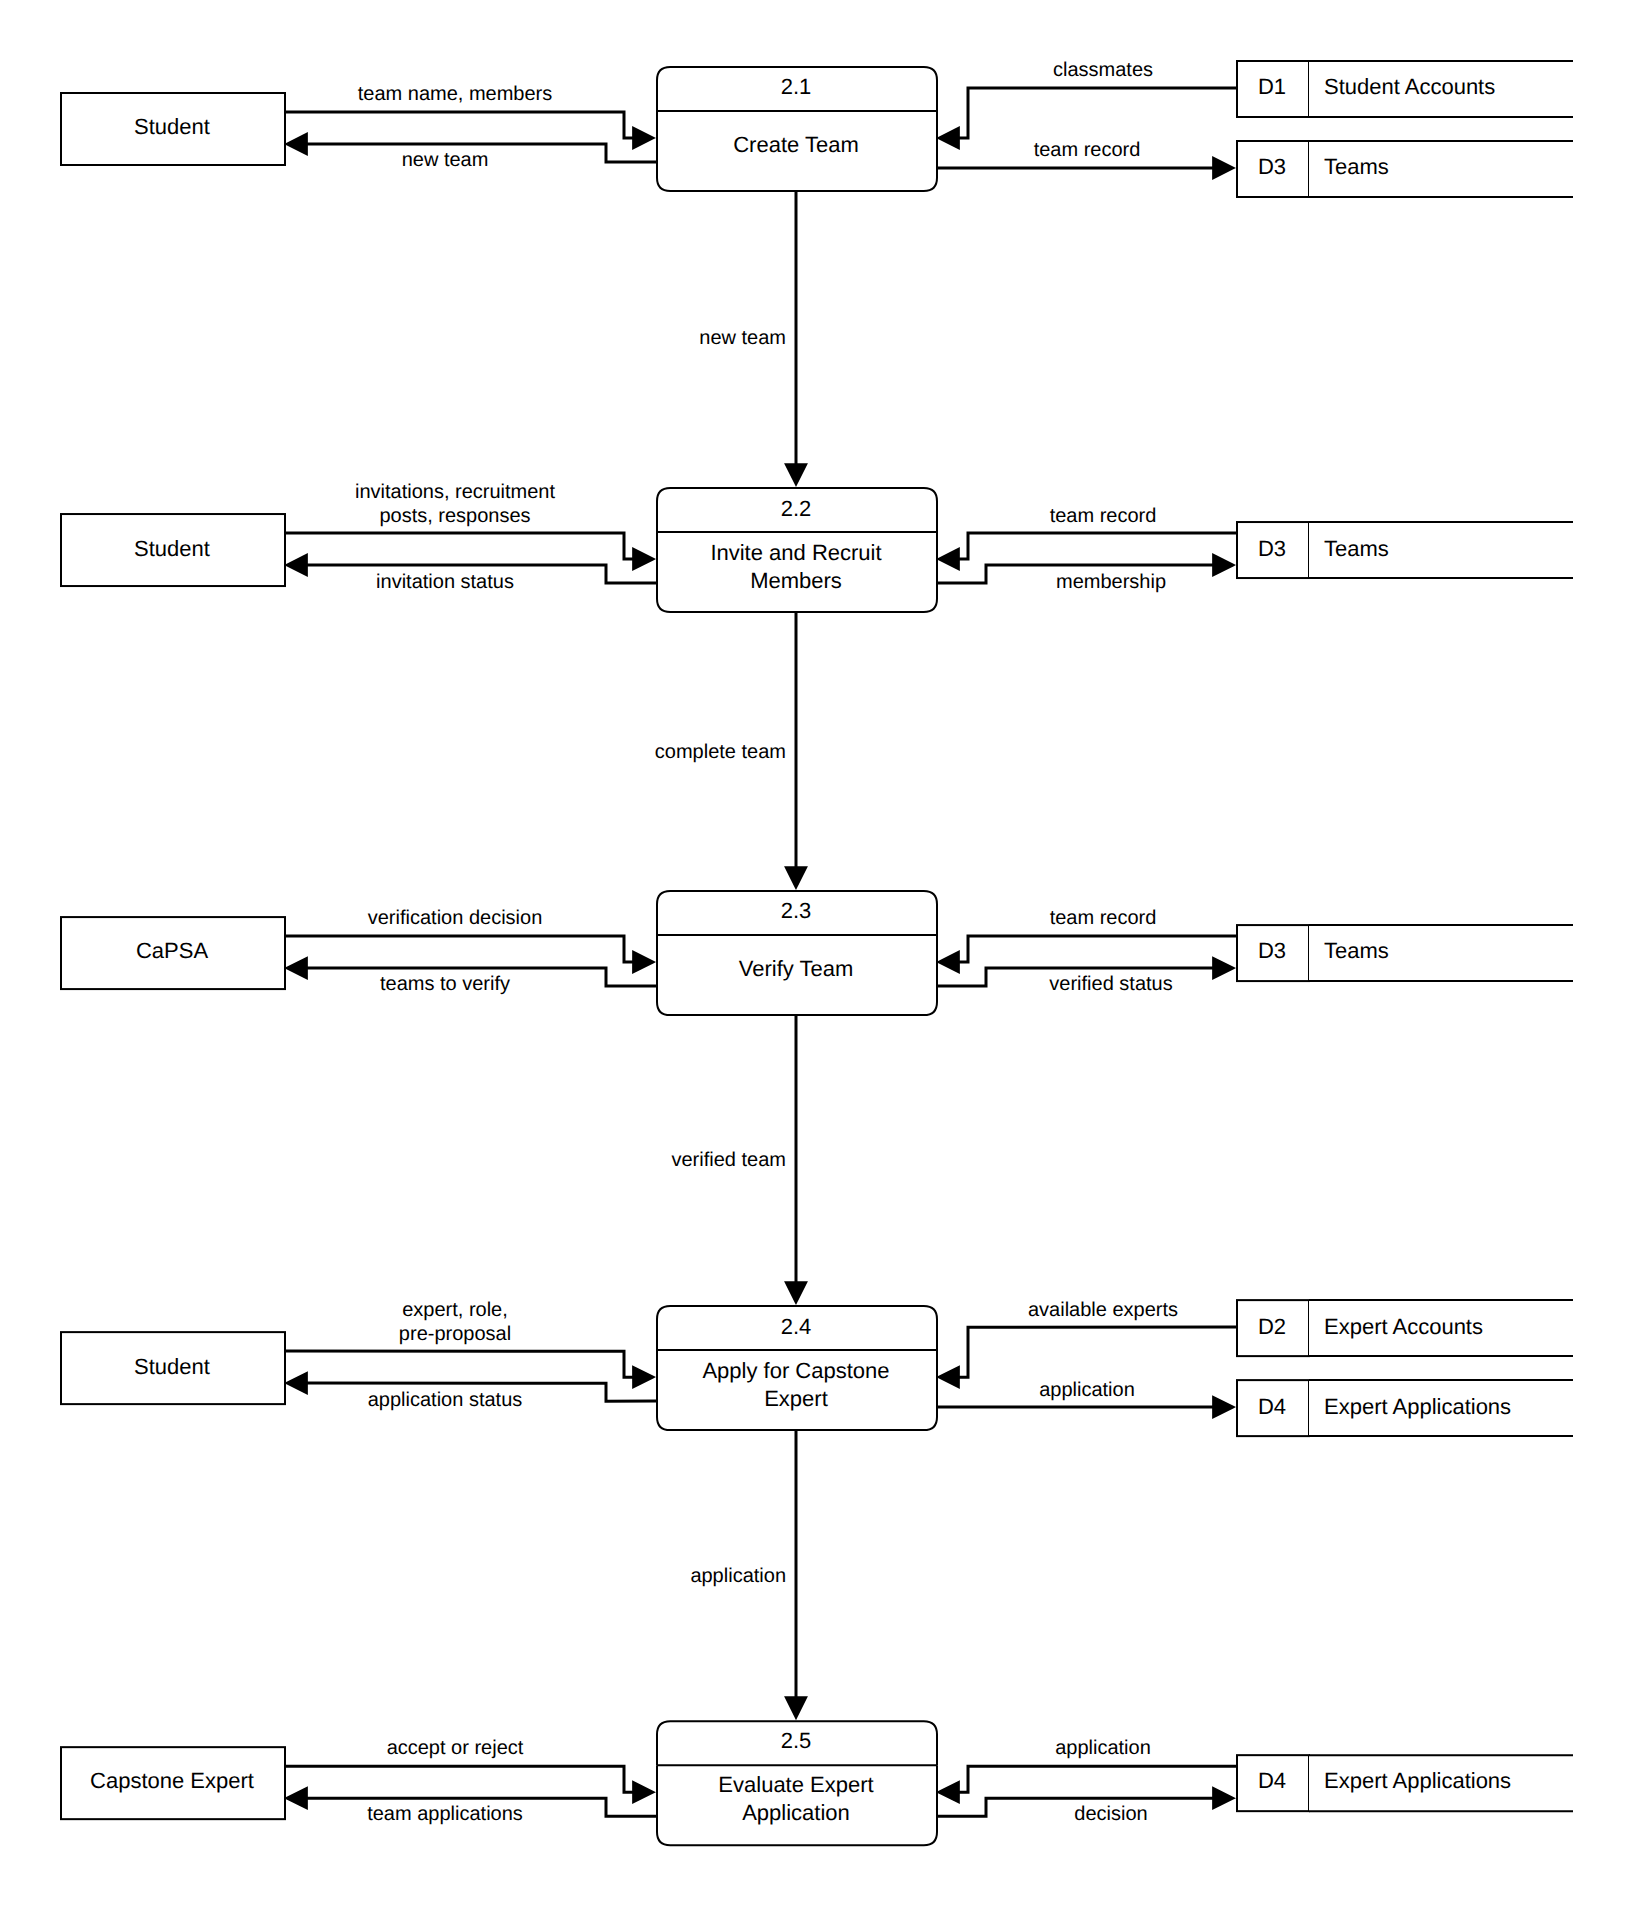 classmates
2.1
D1
Student Accounts
team name, members
Student
Create Team
new team
team record
D3
Teams
new team
invitations, recruitment
posts, responses
2.2
team record
Student
Invite and Recruit
Members
D3
Teams
invitation status
membership
complete team
verification decision
2.3
team record
CaPSA
Verify Team
D3
Teams
teams to verify
verified status
verified team
expert, role,
pre-proposal
2.4
available experts
D2
Expert Accounts
Student
Apply for Capstone
Expert
application status
application
D4
Expert Applications
application
accept or reject
2.5
application
Capstone Expert
Evaluate Expert
Application
D4
Expert Applications
team applications
decision